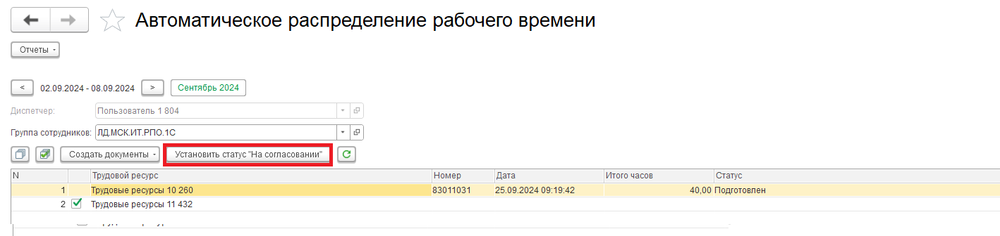 Автоматическое распределение рабочего времени
Отчеты
< 02.09.2024 - 08.09.2024 > Сентябрь 2024
Диспетчер: Пользователь 1 804
Группа сотрудников: ЛД.МСК.ИТ.РПО.1С
Создать документы Установить статус "На согласовании"
N Трудовой ресурс Номер Дата Итого часов Статус
1 Трудовые ресурсы 10 260 83011031 25.09.2024 09:19:42 40,00 Подготовлен
2 Трудовые ресурсы 11 432